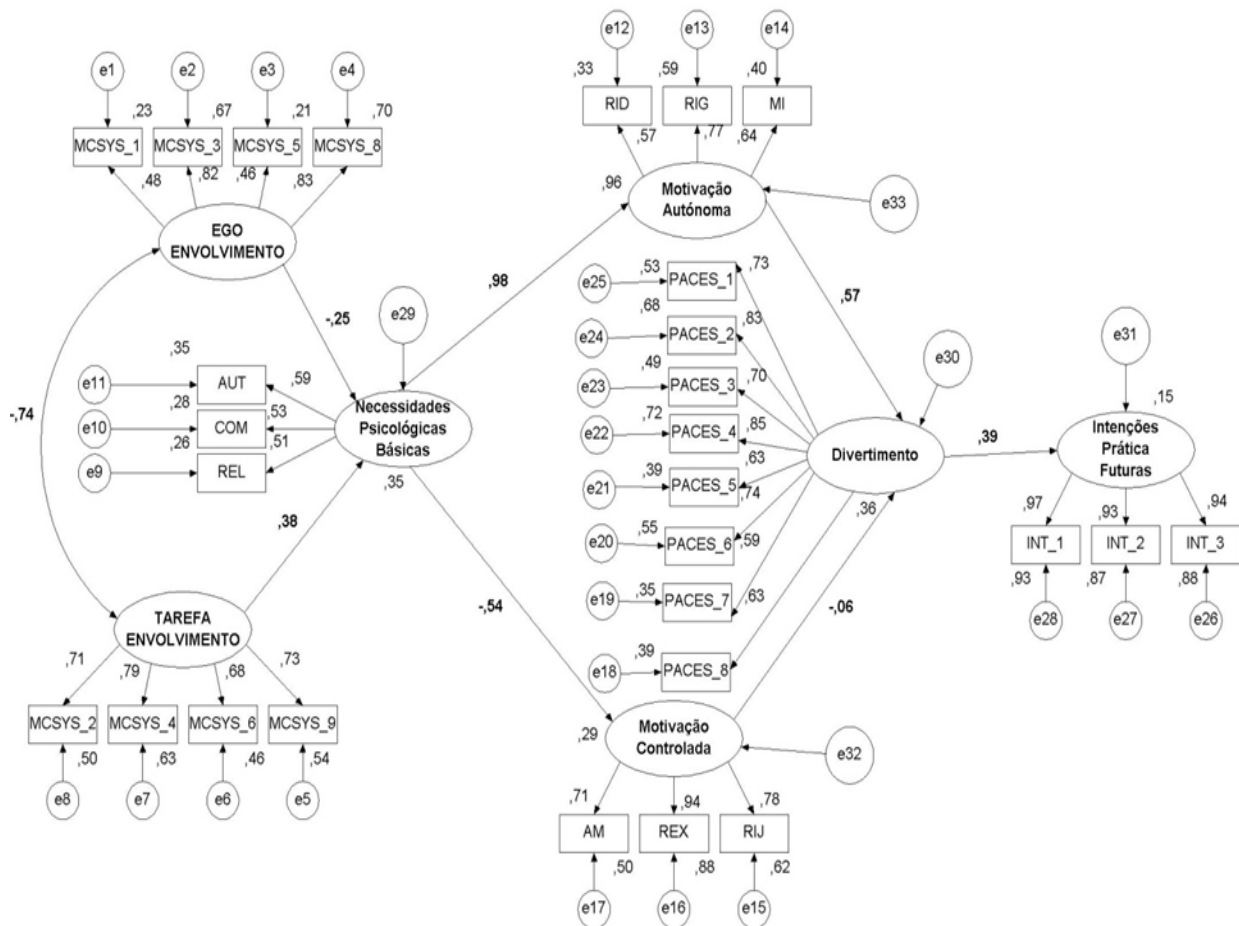 e12
e13
e14
,33
,59
,40
RID
RIG
MI
,57
,77
,64
,96
Motivação
Autónoma
e33
e1
e2
e3
e4
,23
,67
,21
,70
MCSYS_1
MCSYS_3
MCSYS_5
MCSYS_8
,48
,82
,46
,83
EGO
ENVOLVIMENTO
-,25
,98
,57
e29
e25
,53
PACES_1
,73
e24
,68
PACES_2
,83
e23
,49
PACES_3
,70
e22
,72
PACES_4
,85
e21
,39
PACES_5
,63
,74
e20
,55
PACES_6
,59
e19
,35
PACES_7
,63
e18
,39
PACES_8
,35
e11
AUT
,59
,28
e10
COM
,53
,26
e9
REL
,51
Necessidades
Psicológicas
Básicas
,35
-,74
,38
-,54
e30
Divertimento
,36
-,06
,39
e31
,15
Intenções
Prática
Futuras
,97
,93
,94
INT_1
INT_2
INT_3
,93
,87
,88
e28
e27
e26
TAREFA
ENVOLVIMENTO
,71
,79
,68
,73
MCSYS_2
MCSYS_4
MCSYS_6
MCSYS_9
,50
,63
,46
,54
e8
e7
e6
e5
,29
Motivação
Controlada
e32
,71
,94
,78
AM
REX
RIJ
,50
,88
,62
e17
e16
e15